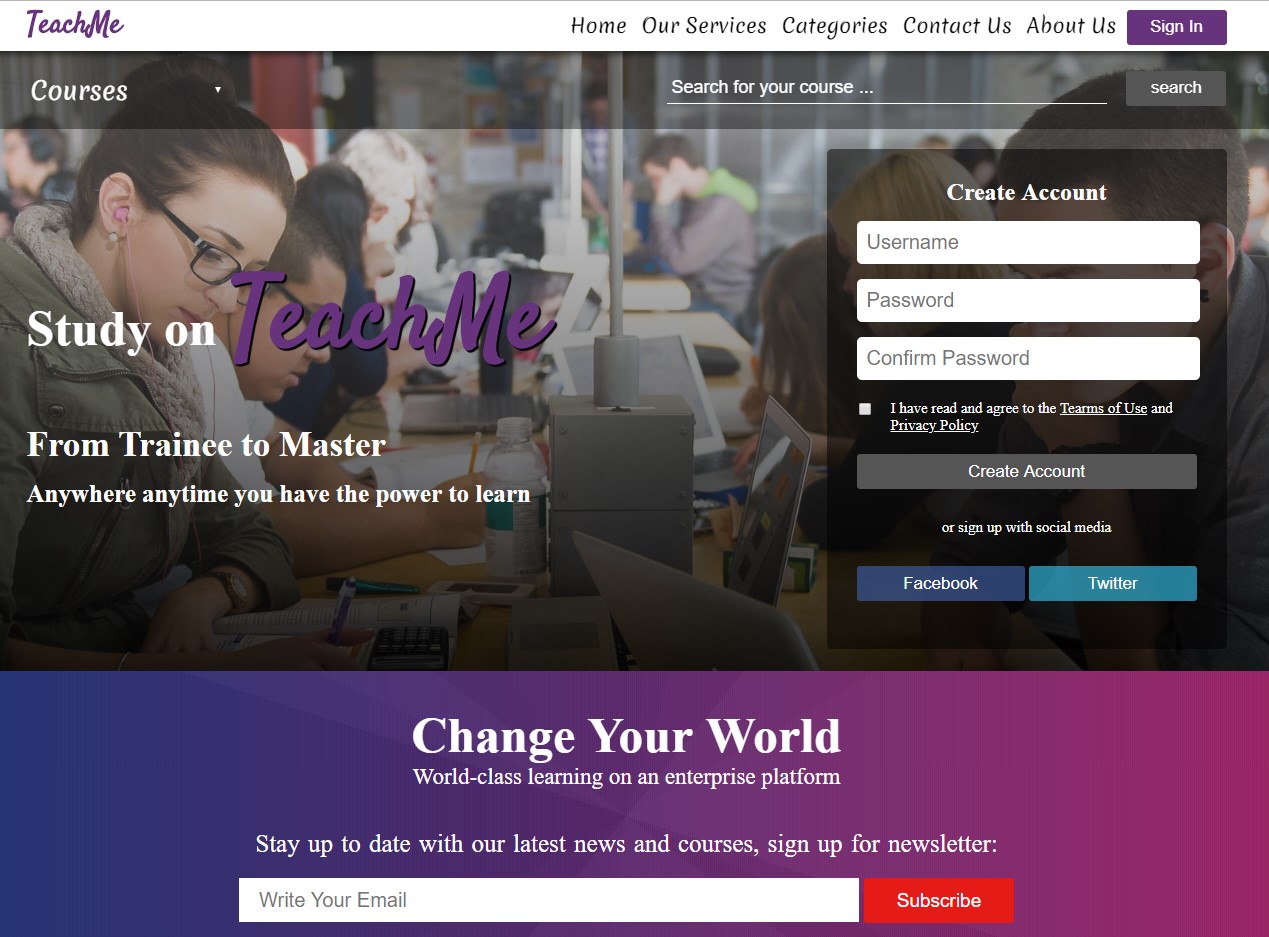 TeachMe
Home Our Services Categories Contact Us About Us Sign In
Courses
Search for your course ... search
Create Account
Username
Password
Confirm Password
I have read and agree to the Tearms of Use and
Privacy Policy
Create Account
or sign up with social media
Facebook Twitter
Study on TeachMe
From Trainee to Master
Anywhere anytime you have the power to learn
Change Your World
World-class learning on an enterprise platform
Stay up to date with our latest news and courses, sign up for newsletter:
Write Your Email Subscribe